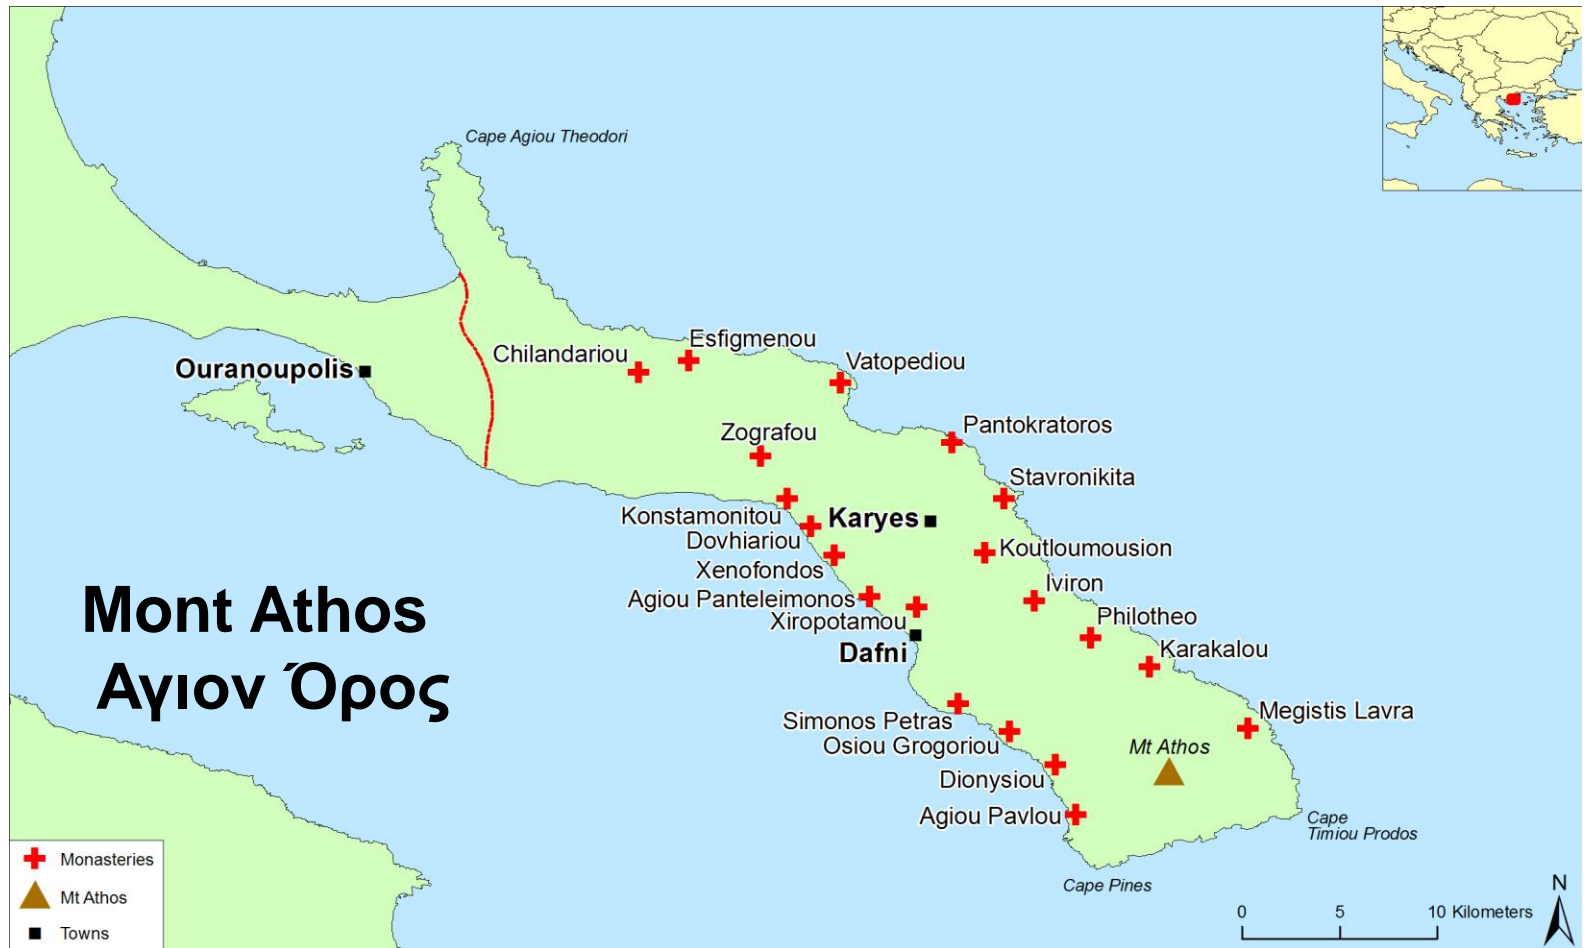 Cape Agiou Theodori
Esfigmenou
Chilandariou
Vatopediou
Ouranoupolis
Pantokratoros
Zografou
Stavronikita
Konstamonitou
Karyes
Dovhiariou
Koutloumousion
Xenofondos
Iviron
Agiou Panteleimonos
Philotheo
Xiropotamou
Mont Athos
Αγιον Όρος
Dafni
Karakalou
Simonos Petras
Megistis Lavra
Osiou Grogoriou
Mt Athos
Dionysiou
Agiou Pavlou
Cape
Timiou Prodos
Cape Pines
Monasteries
Mt Athos
Towns
N
0 5 10 Kilometers